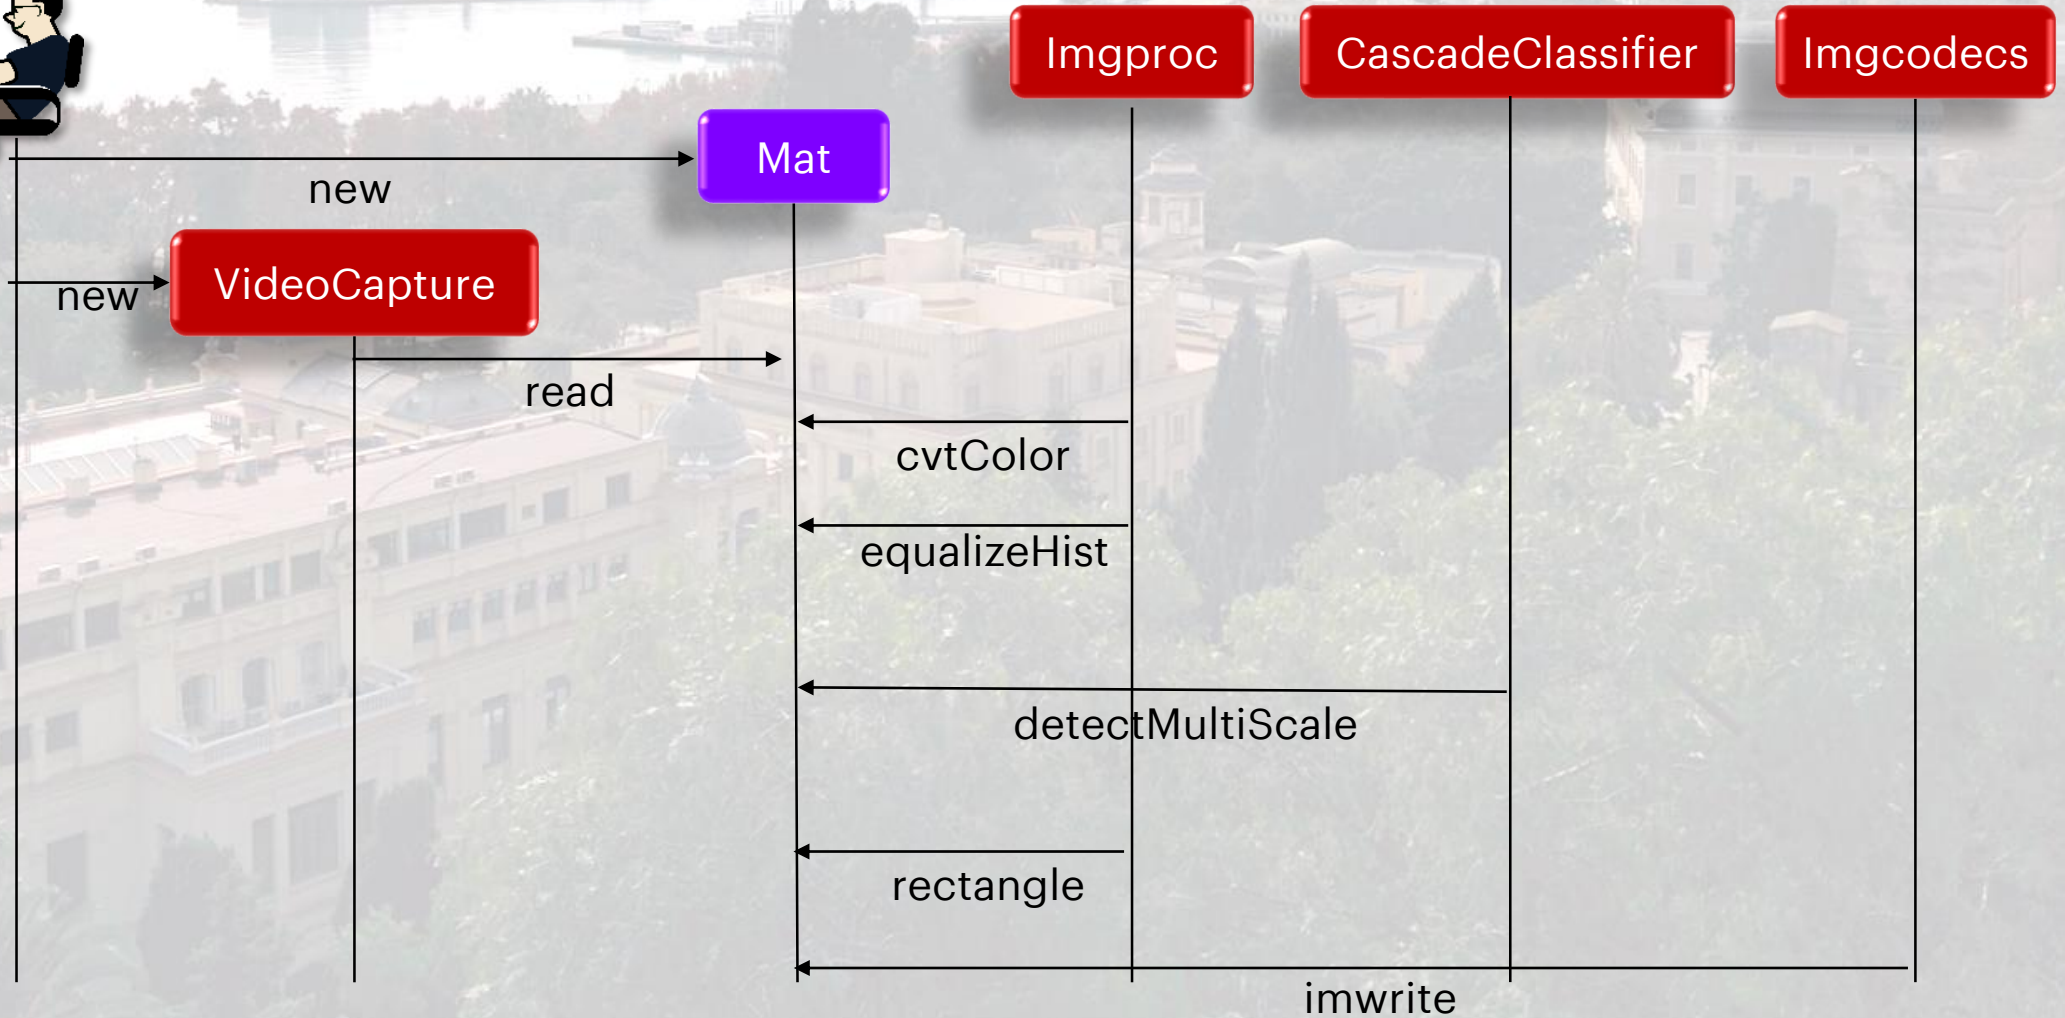 Imgproc
CascadeClassifier
Imgcodecs
Mat
new
VideoCapture
new
read
cvtColor
equalizeHist
detectMultiScale
rectangle
imwrite